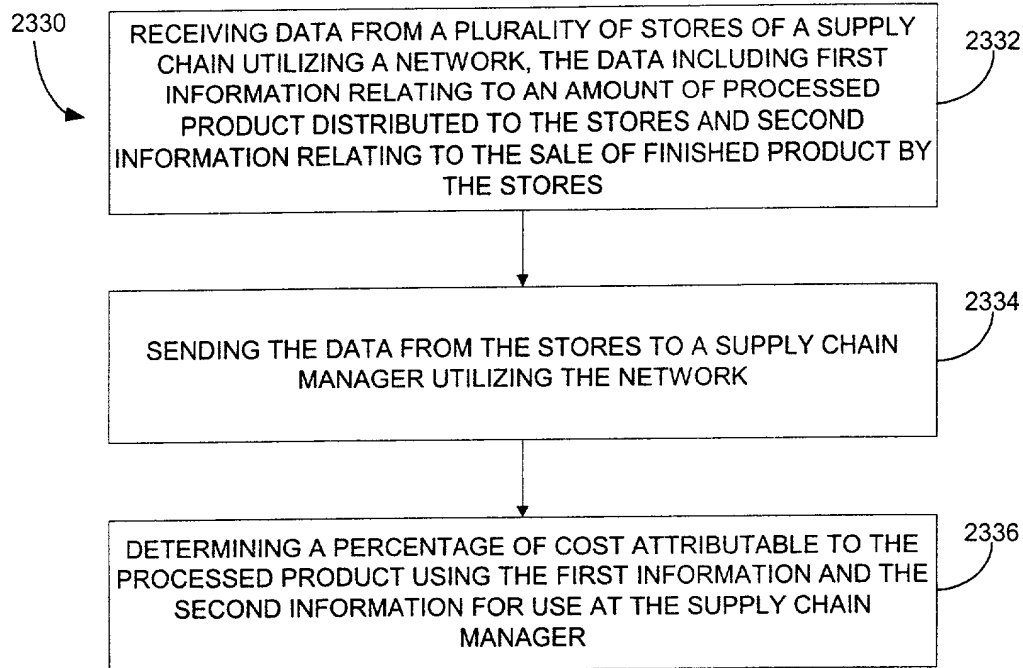 2330
RECEIVING DATA FROM A PLURALITY OF STORES OF A SUPPLY
CHAIN UTILIZING A NETWORK, THE DATA INCLUDING FIRST
INFORMATION RELATING TO AN AMOUNT OF PROCESSED
PRODUCT DISTRIBUTED TO THE STORES AND SECOND
INFORMATION RELATING TO THE SALE OF FINISHED PRODUCT BY
THE STORES
2332
SENDING THE DATA FROM THE STORES TO A SUPPLY CHAIN
MANAGER UTILIZING THE NETWORK
2334
DETERMINING A PERCENTAGE OF COST ATTRIBUTABLE TO THE
PROCESSED PRODUCT USING THE FIRST INFORMATION AND THE
SECOND INFORMATION FOR USE AT THE SUPPLY CHAIN
MANAGER
2336